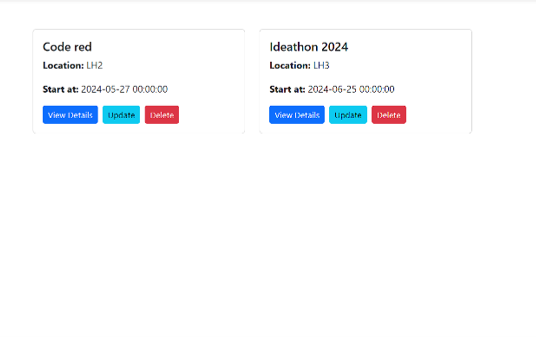 Code red
Location: LH2
Start at: 2024-05-27 00:00:00
View Details Update Delete
Ideathon 2024
Location: LH3
Start at: 2024-06-25 00:00:00
View Details Update Delete